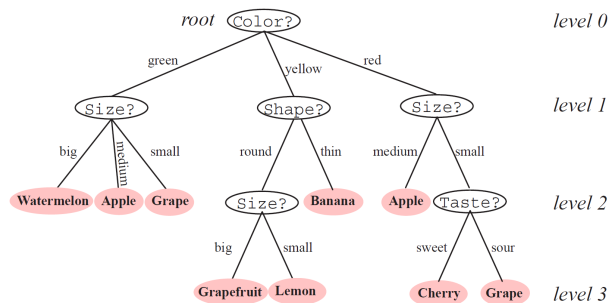 root Color? level 0
green yellow red
Size? Shape? Size? level 1
big medium small round thin medium small
Watermelon Apple Grape Size? Banana Apple Taste? level 2
big small sweet sour
Grapefruit Lemon Cherry Grape level 3